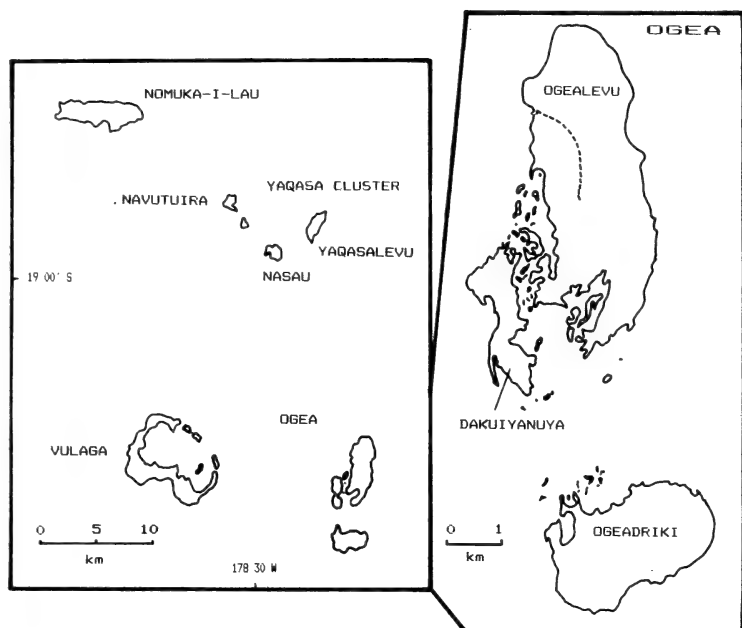 NOMUKA-I-LAU
YAQASA CLUSTER
NAVUTUIRA
YAQASALEVU
NASAU
19 00' S
OGEA
VULAGA
0 5 10
km
178 30 W
OGEA
OGEALEVU
DAKUIYANUYA
0 1
km
OGEADRIKI